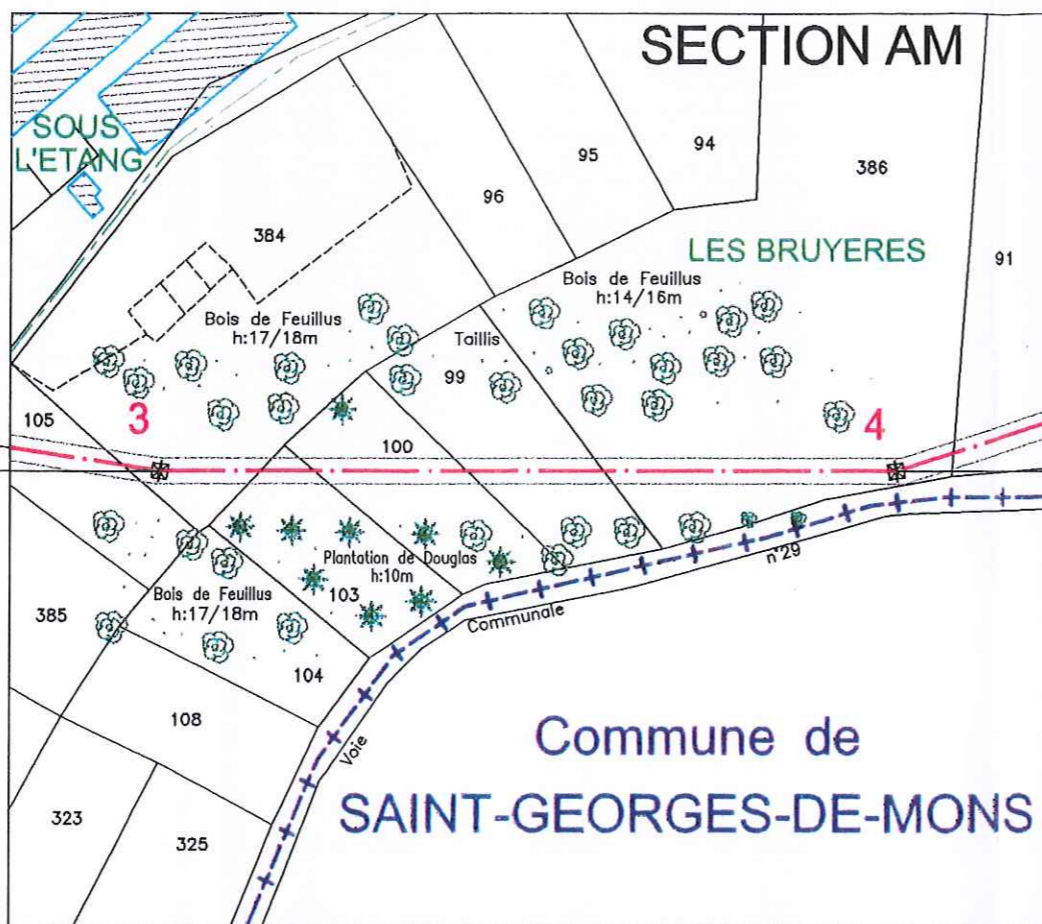 SECTION AM
SOUS
L'ETANG
94
95
386
96
384
LES BRUYERES
91
Bois de Feuillus
h:14/16m
Bois de Feuillus
h:17/18m
Taillis
99
105
3
4
100
Plantation de Douglas
h:10m
103
n°29
Bois de Feuillus
h:17/18m
385
Communale
104
108
Voie
Commune de
SAINT-GEORGES-DE-MONS
323
325